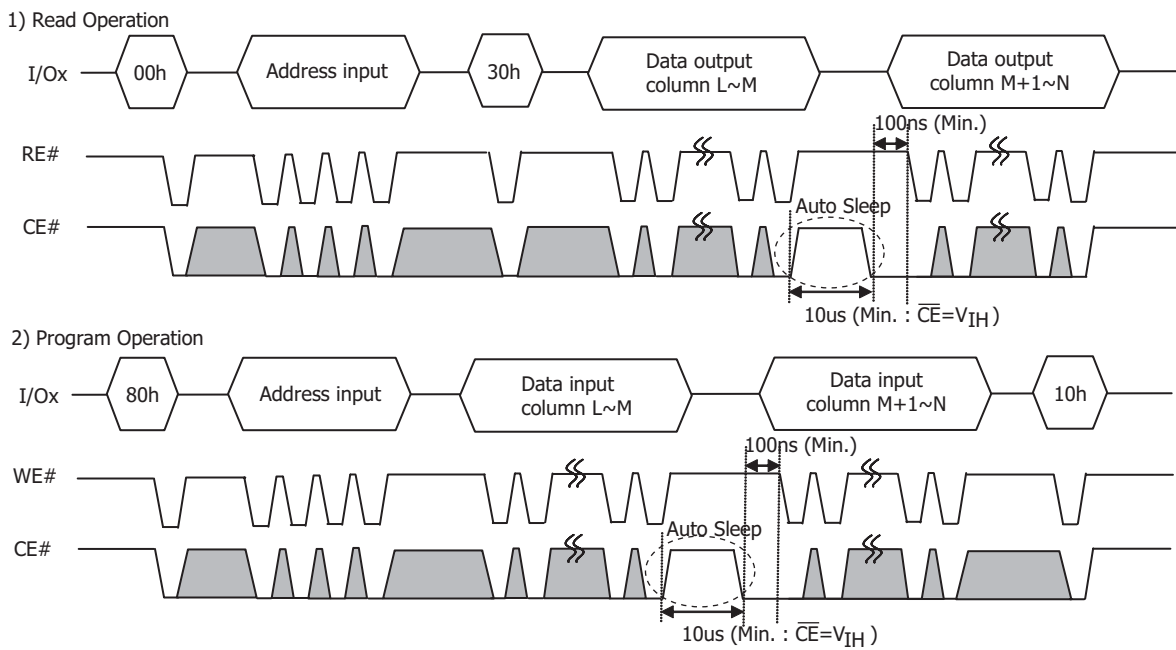 1) Read Operation
I/Ox
00h
Address input
30h
Data output
column L~M
Data output
column M+1~N
100ns (Min.)
RE#
Auto Sleep
CE#
10us (Min. : C̅E̅=VIH)
2) Program Operation
I/Ox
80h
Address input
Data input
column L~M
Data input
column M+1~N
10h
100ns (Min.)
WE#
Auto Sleep
CE#
10us (Min. : C̅E̅=VIH)